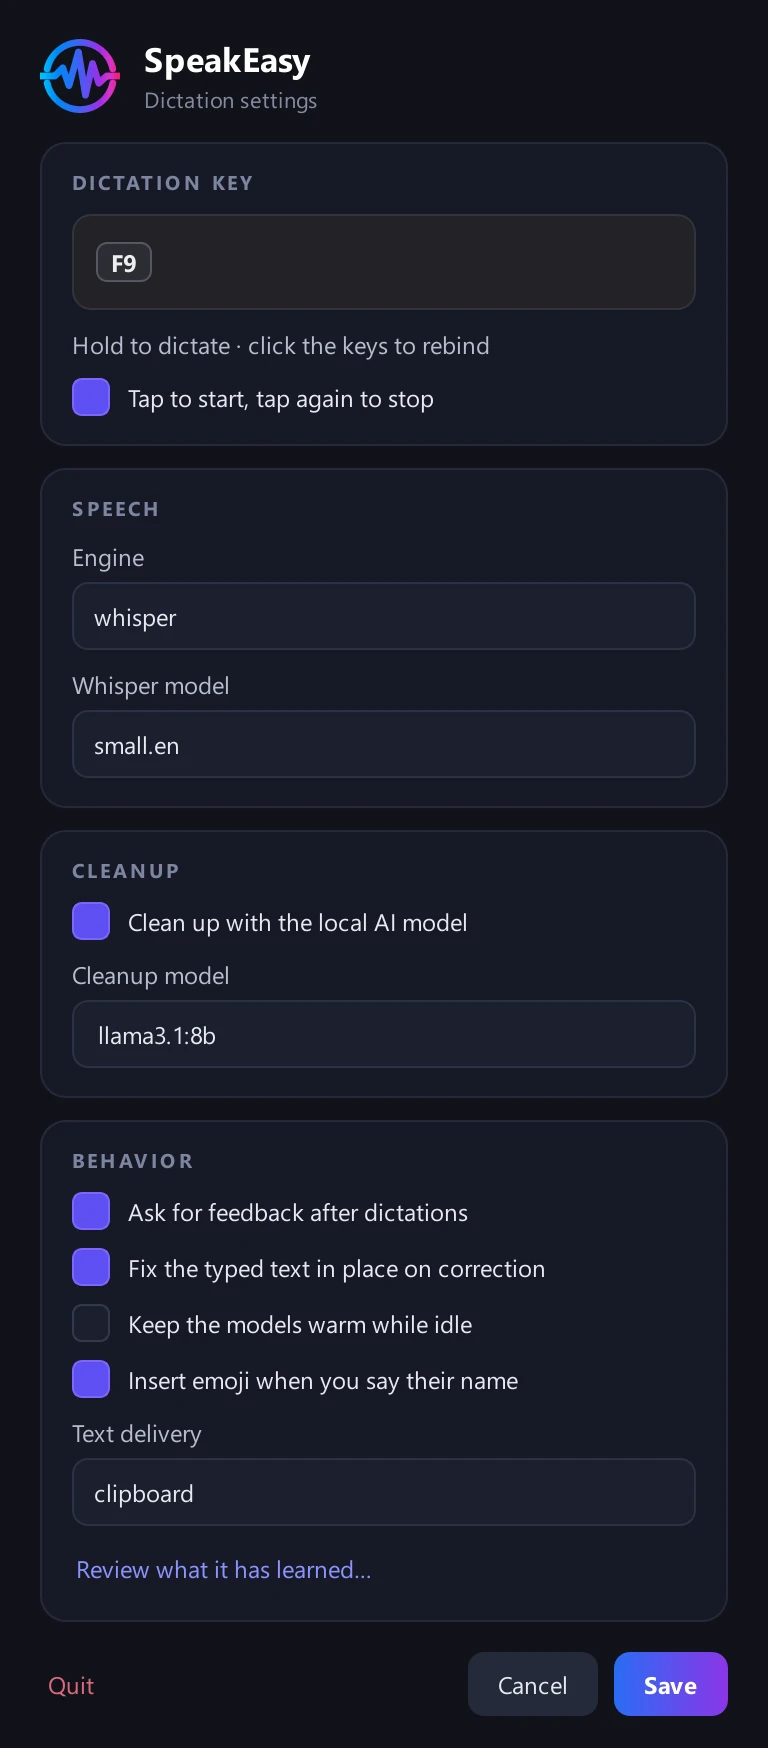 SpeakEasy
Dictation settings
DICTATION KEY
F9
Hold to dictate · click the keys to rebind
Tap to start, tap again to stop
SPEECH
Engine
whisper
Whisper model
small.en
CLEANUP
Clean up with the local AI model
Cleanup model
llama3.1:8b
BEHAVIOR
Ask for feedback after dictations
Fix the typed text in place on correction
Keep the models warm while idle
Insert emoji when you say their name
Text delivery
clipboard
Review what it has learned...
Quit
Cancel
Save